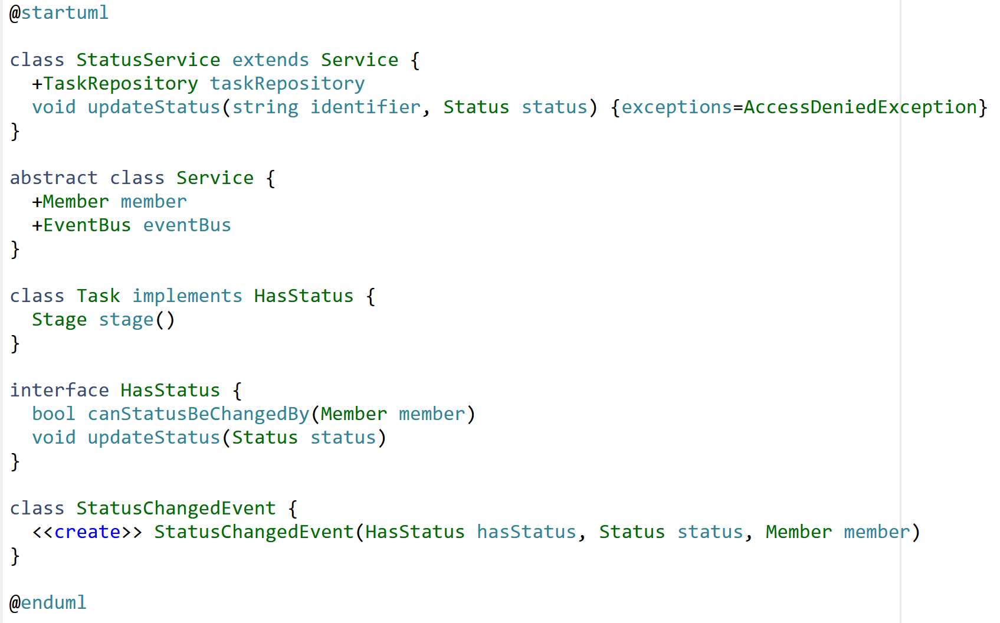 @startuml
class StatusService extends Service {
+TaskRepository taskRepository
void updateStatus(string identifier, Status status) {exceptions=AccessDeniedException}
}
abstract class Service {
+Member member
+EventBus eventBus
}
class Task implements HasStatus {
Stage stage()
}
interface HasStatus {
bool canStatusBeChangedBy(Member member)
void updateStatus(Status status)
}
class StatusChangedEvent {
<<create>> StatusChangedEvent(HasStatus hasStatus, Status status, Member member)
}
@enduml